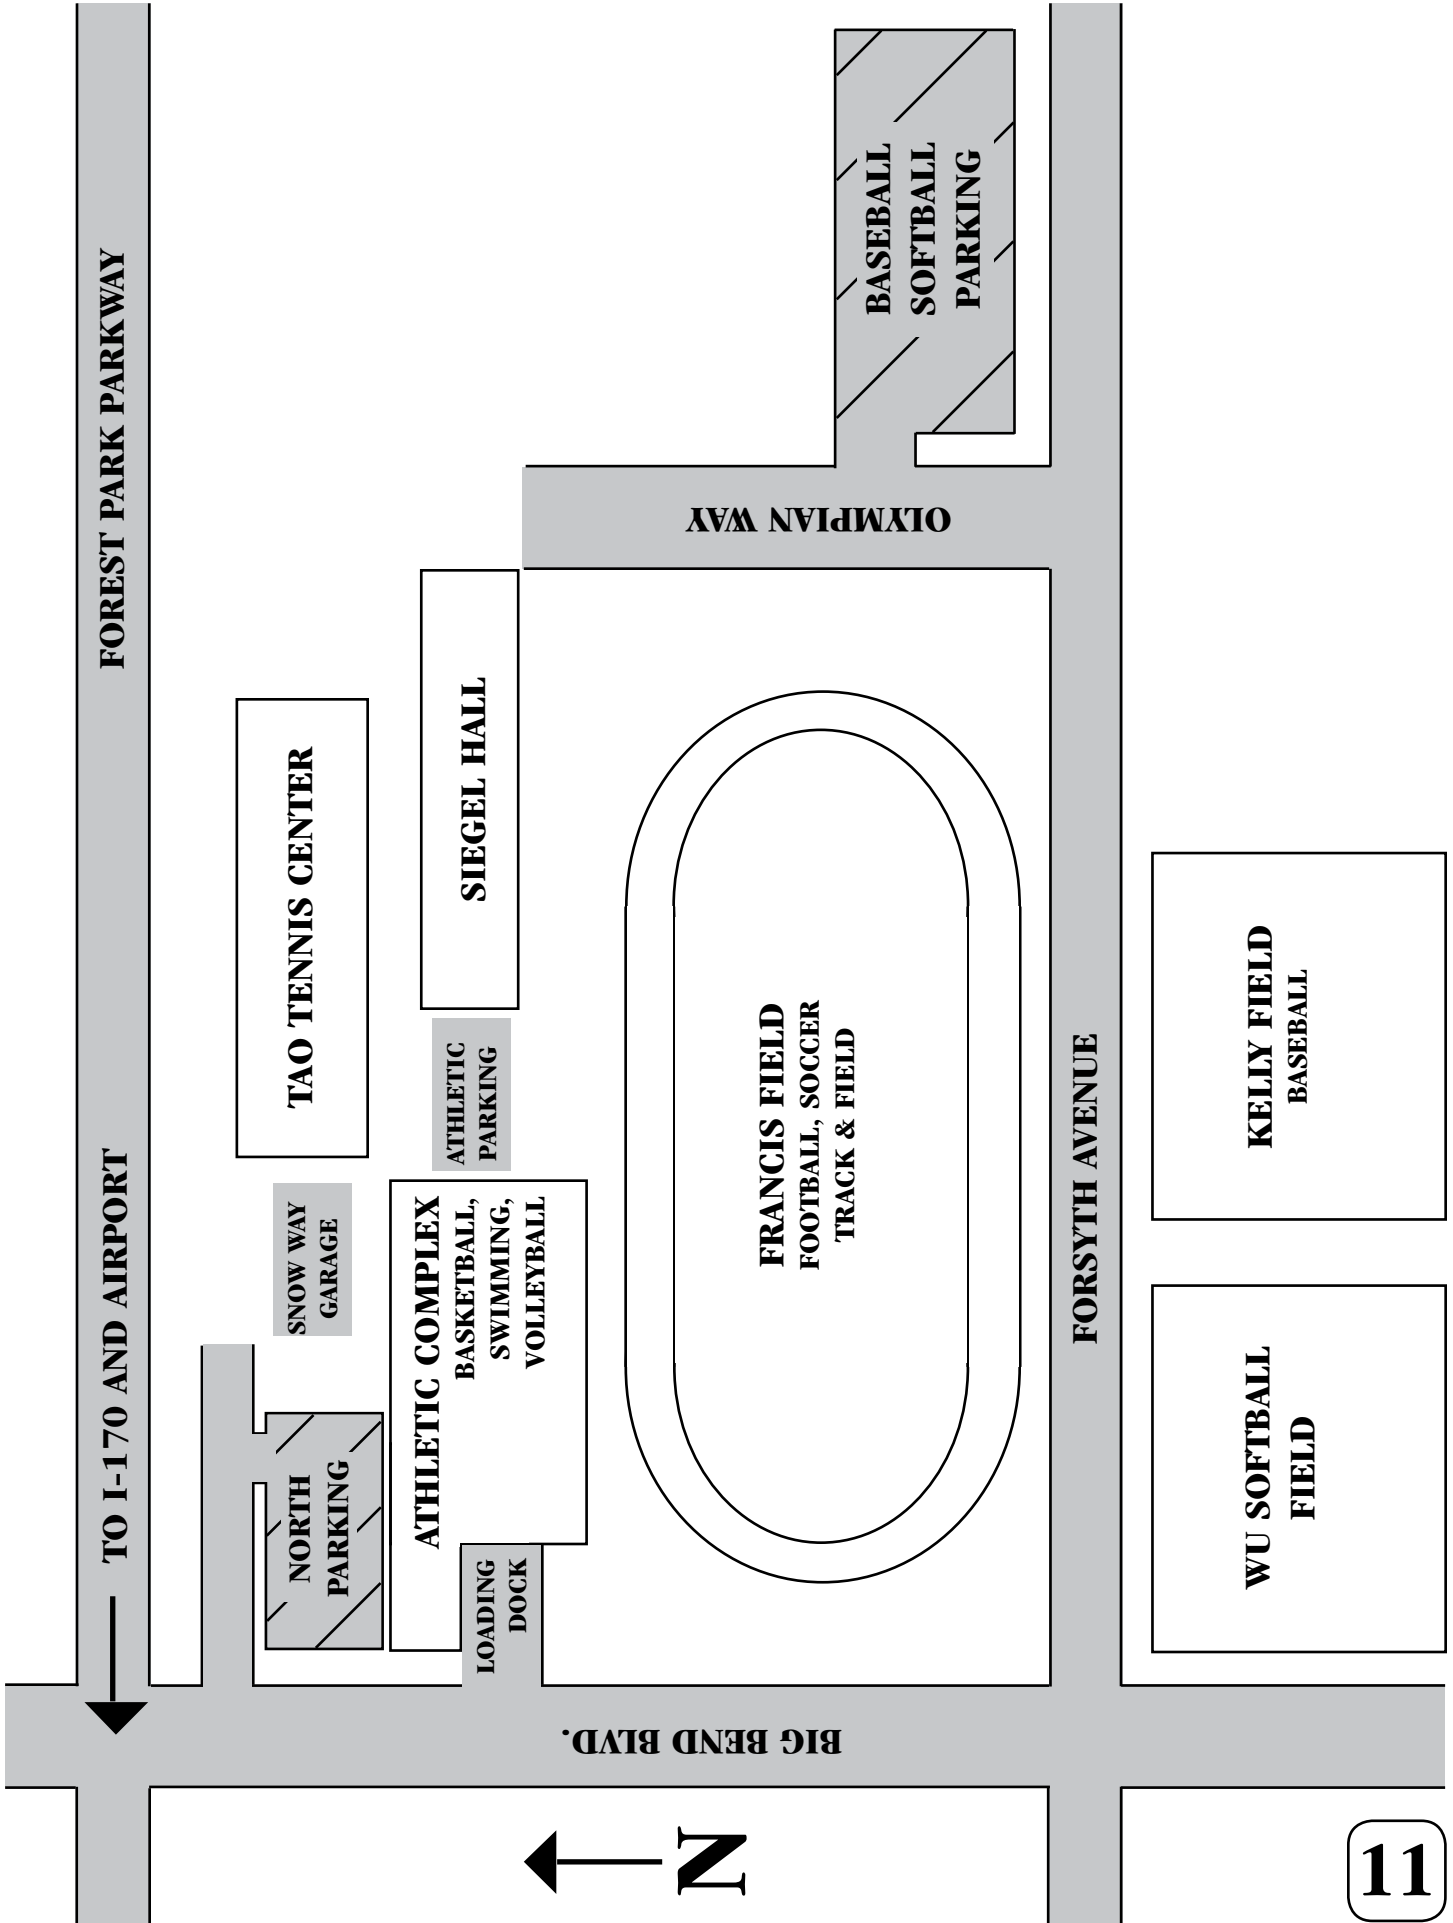 FOREST PARK PARKWAY
TO I-170 AND AIRPORT
TAO TENNIS CENTER
SNOW WAY
GARAGE
NORTH
PARKING
SIEGEL HALL
ATHLETIC
PARKING
ATHLETIC COMPLEX
BASKETBALL,
SWIMMING,
VOLLEYBALL
LOADING
DOCK
OLYMPIAN WAY
BASEBALL
SOFTBALL
PARKING
FRANCIS FIELD
FOOTBALL, SOCCER
TRACK & FIELD
FORSYTH AVENUE
KELLY FIELD
BASEBALL
WU SOFTBALL
FIELD
BIG BEND BLVD.
N
11